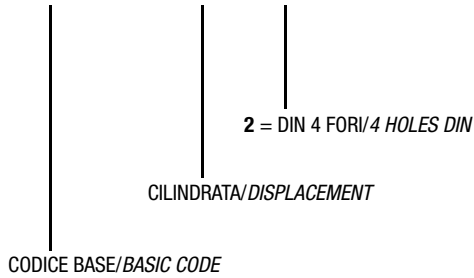 2 = DIN 4 FORI/4 HOLES DIN
CILINDRATA/DISPLACEMENT
CODICE BASE/BASIC CODE